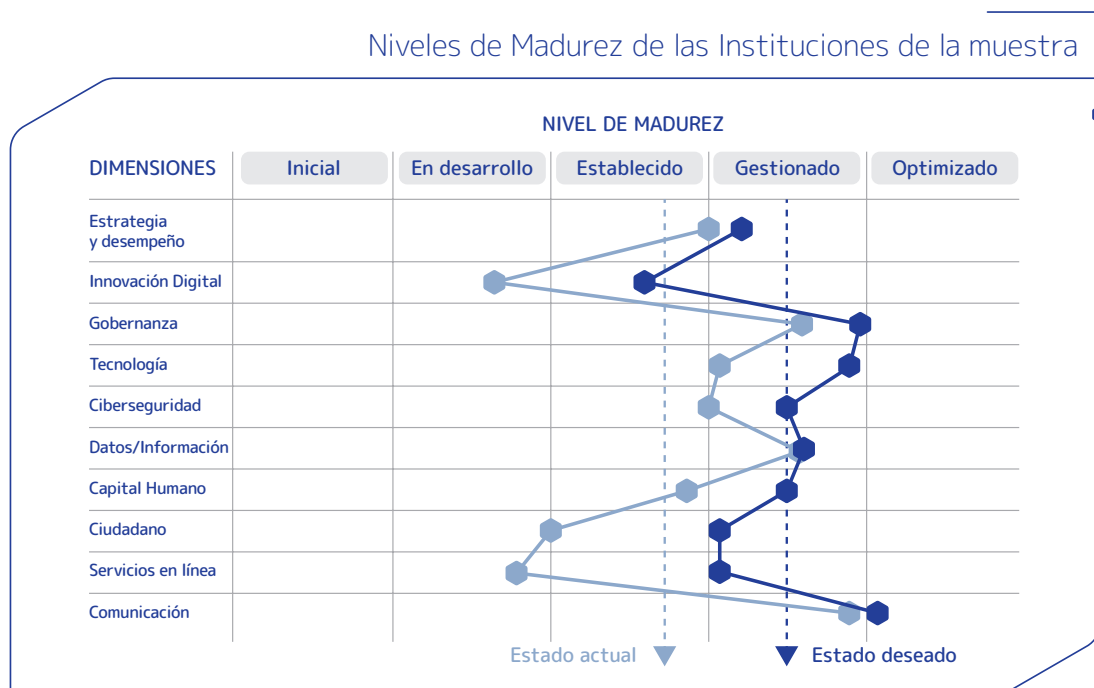 Niveles de Madurez de las Instituciones de la muestra
NIVEL DE MADUREZ
DIMENSIONES Inicial En desarrollo Establecido Gestionado Optimizado
Estrategia
y desempeño
Innovación Digital
Gobernanza
Tecnología
Ciberseguridad
Datos/Información
Capital Humano
Ciudadano
Servicios en línea
Comunicación
Estado actual Estado deseado